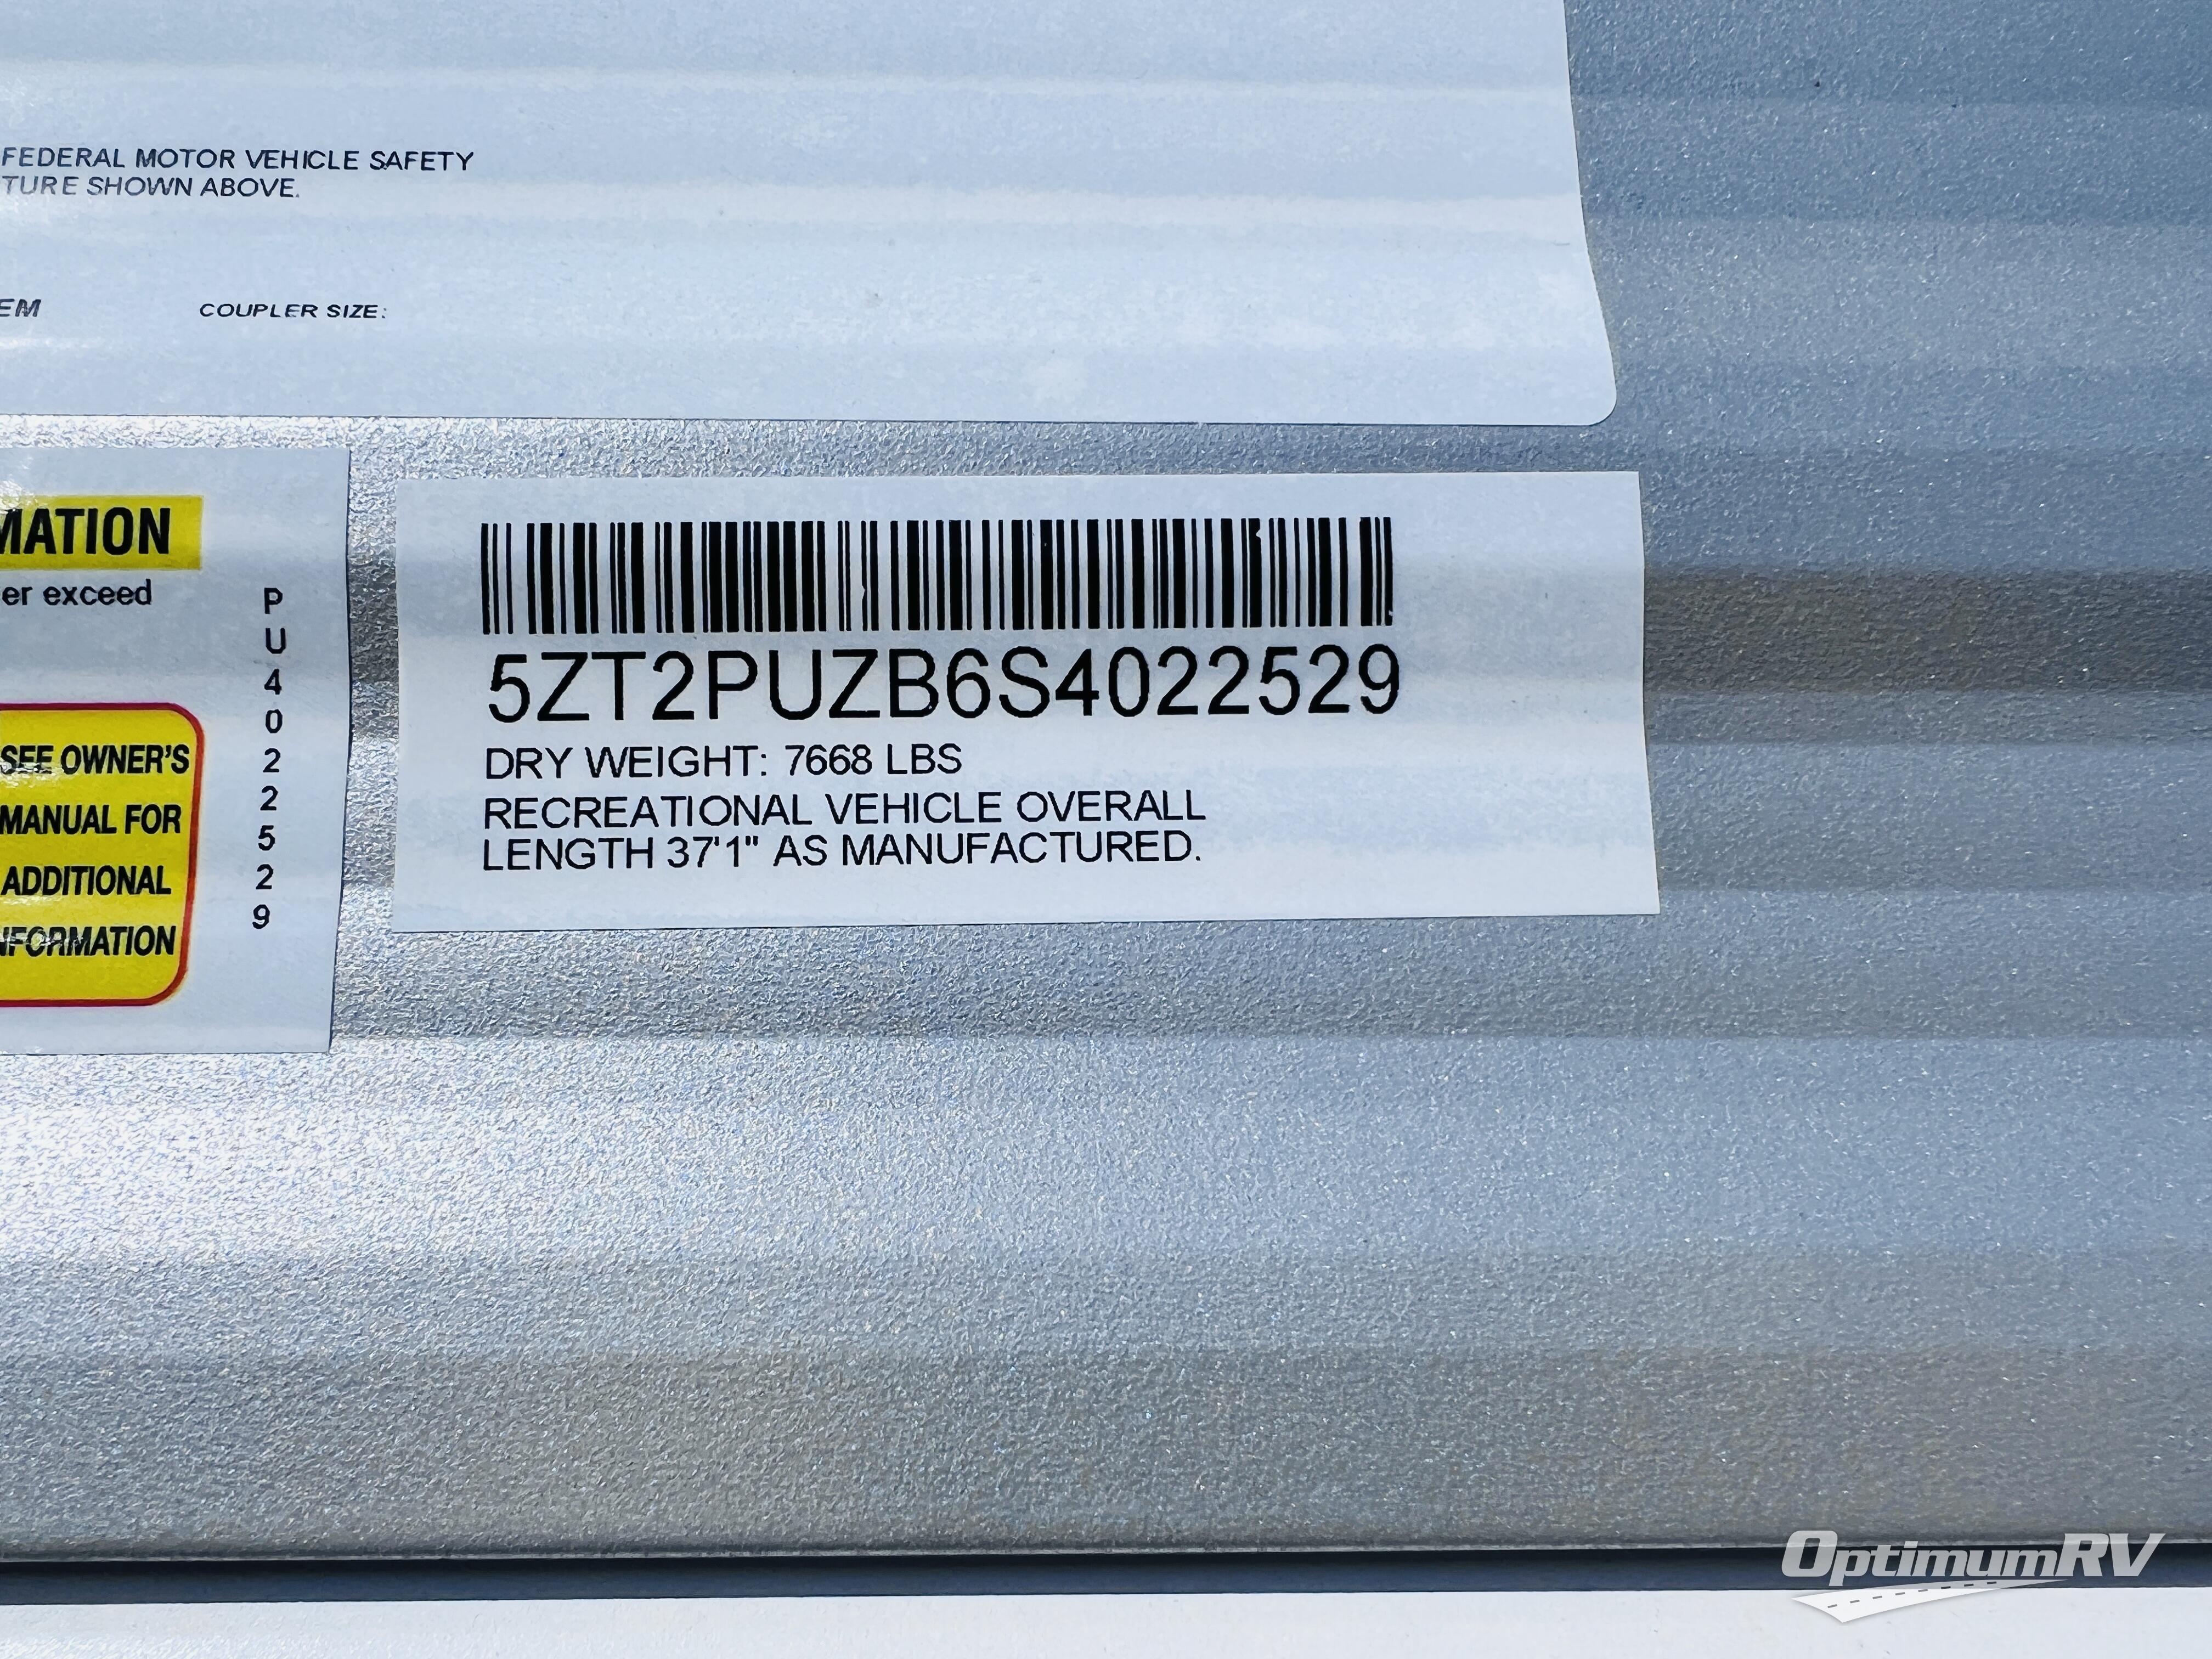 FEDERAL MOTOR VEHICLE SAFETY
TURE SHOWN ABOVE.
EM COUPLER SIZE:
MATION
er exceed
SEE OWNER'S
MANUAL FOR
ADDITIONAL
INFORMATION
P
U
4
0
2
2
5
2
9
5ZT2PUZB6S4022529
DRY WEIGHT: 7668 LBS
RECREATIONAL VEHICLE OVERALL
LENGTH 37'1" AS MANUFACTURED.
OptimumRV